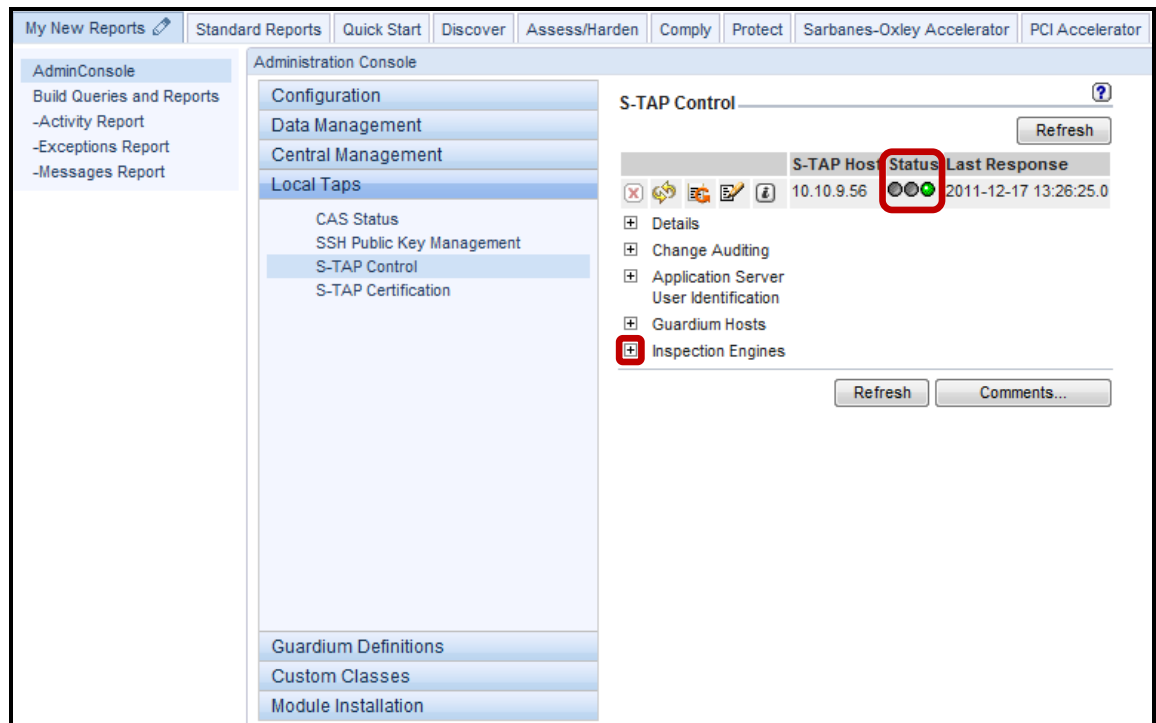 My New Reports
Standard Reports
Quick Start
Discover
Assess/Harden
Comply
Protect
Sarbanes-Oxley Accelerator
PCI Accelerator
AdminConsole
Build Queries and Reports
-Activity Report
-Exceptions Report
-Messages Report
Administration Console
Configuration
Data Management
Central Management
Local Taps
CAS Status
SSH Public Key Management
S-TAP Control
S-TAP Certification
Guardium Definitions
Custom Classes
Module Installation
S-TAP Control
?
Refresh
S-TAP Host Status Last Response
10.10.9.56 2011-12-17 13:26:25.0
Details
Change Auditing
Application Server
User Identification
Guardium Hosts
Inspection Engines
Refresh
Comments...